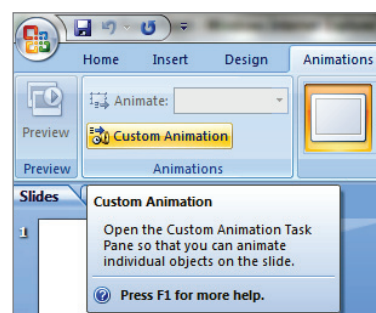 Home Insert Design Animations
Animate:
Preview
Custom Animation
Preview Animations
Slides
Custom Animation
1
Open the Custom Animation Task
Pane so that you can animate
individual objects on the slide.
Press F1 for more help.